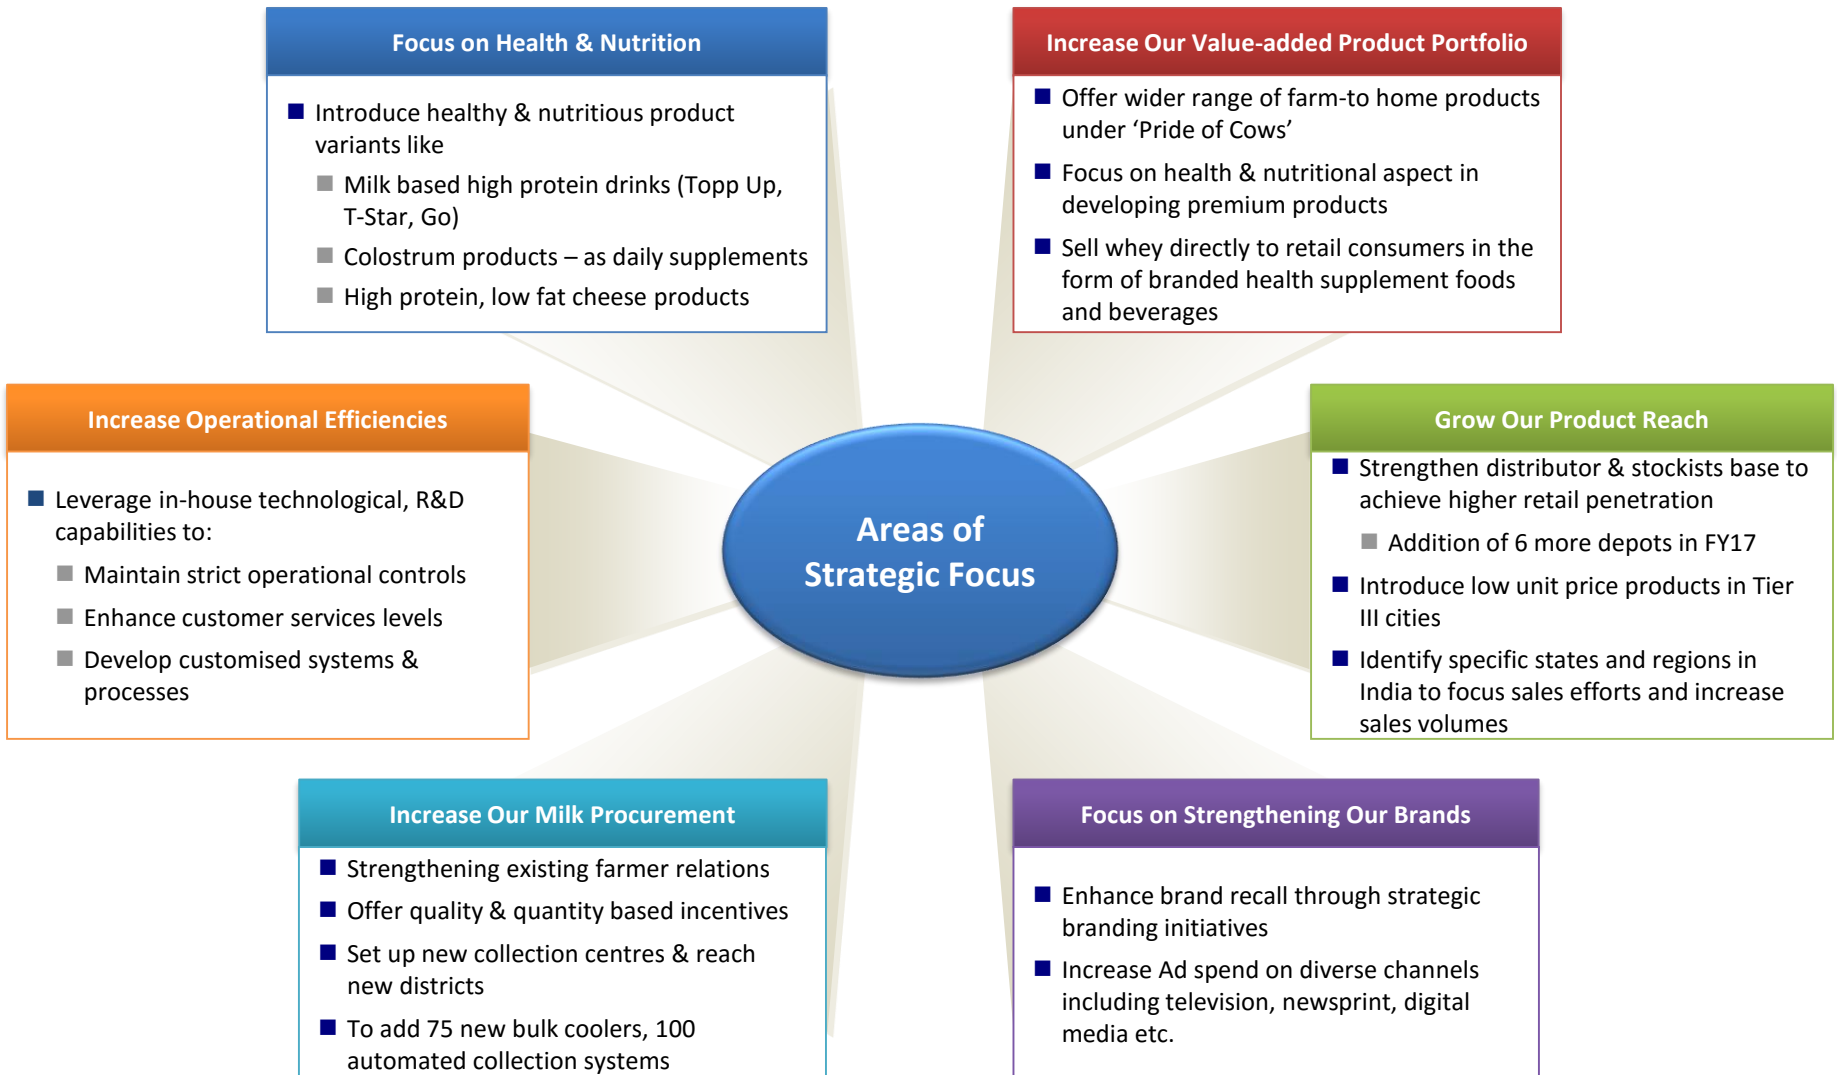 Focus on Health & Nutrition
Introduce healthy & nutritious product
variants like
Milk based high protein drinks (Topp Up,
T-Star, Go)
Colostrum products – as daily supplements
High protein, low fat cheese products
Increase Our Value-added Product Portfolio
Offer wider range of farm-to home products
under ‘Pride of Cows’
Focus on health & nutritional aspect in
developing premium products
Sell whey directly to retail consumers in the
form of branded health supplement foods
and beverages
Increase Operational Efficiencies
Leverage in-house technological, R&D
capabilities to:
Maintain strict operational controls
Enhance customer services levels
Develop customised systems &
processes
Areas of
Strategic Focus
Grow Our Product Reach
Strengthen distributor & stockists base to
achieve higher retail penetration
Addition of 6 more depots in FY17
Introduce low unit price products in Tier
III cities
Identify specific states and regions in
India to focus sales efforts and increase
sales volumes
Increase Our Milk Procurement
Strengthening existing farmer relations
Offer quality & quantity based incentives
Set up new collection centres & reach
new districts
To add 75 new bulk coolers, 100
automated collection systems
Focus on Strengthening Our Brands
Enhance brand recall through strategic
branding initiatives
Increase Ad spend on diverse channels
including television, newsprint, digital
media etc.